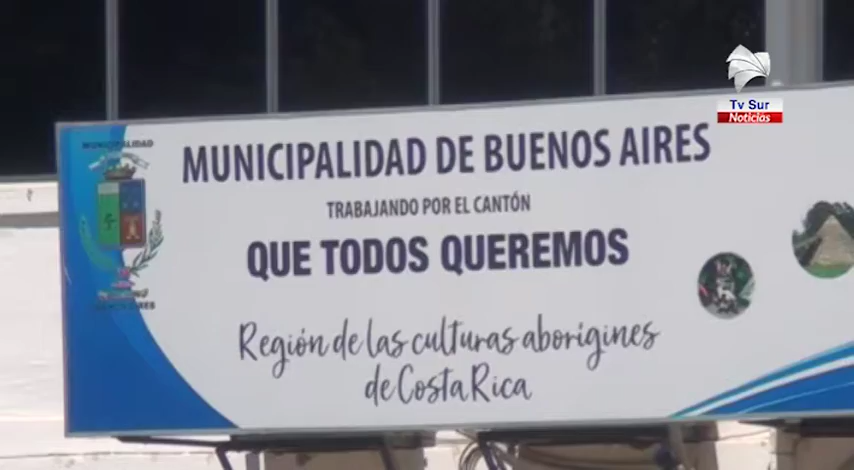 Tv Sur
Noticias
MUNICIPALIDAD
MUNICIPALIDAD DE BUENOS AIRES
TRABAJANDO POR EL CANTÓN
QUE TODOS QUEREMOS
Región de las culturas aborígines
de Costa Rica